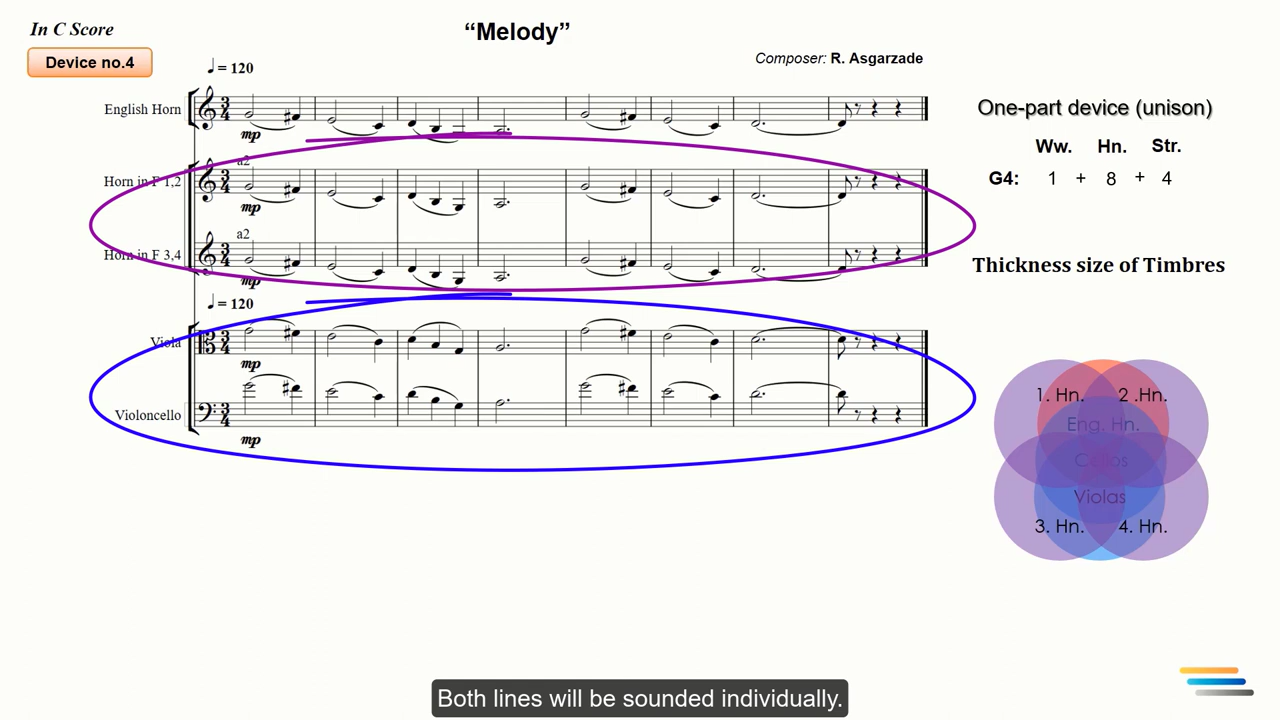 In C Score
“Melody”
Device no.4
Composer: R. Asgarzade
♩ = 120
English Horn
mp
One-part device (unison)
Ww. Hn. Str.
G4: 1 + 8 + 4
a2
Horn in F 1,2
mp
a2
Horn in F 3,4
mp
Thickness size of Timbres
♩ = 120
Viola
mp
Violoncello
mp
1. Hn. 2 .Hn.
Eng. Hn.
Cellos
Violas
3. Hn. 4. Hn.
Both lines will be sounded individually.